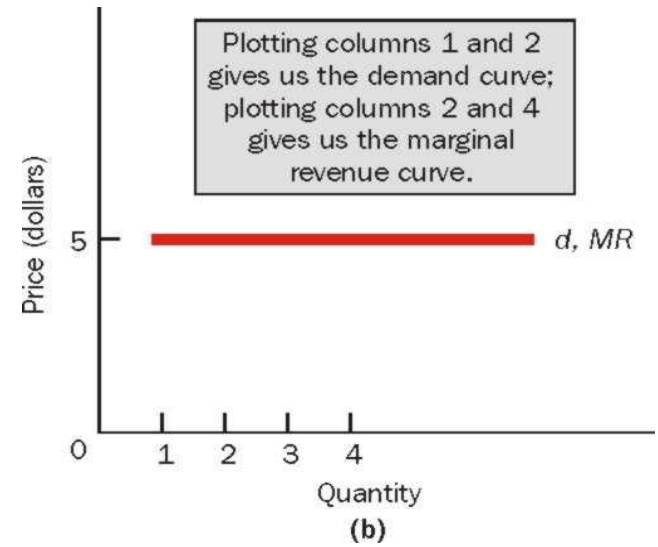 Plotting columns 1 and 2
gives us the demand curve;
plotting columns 2 and 4
gives us the marginal
revenue curve.
Price (dollars)
5
d, MR
0
1 2 3 4
Quantity
(b)